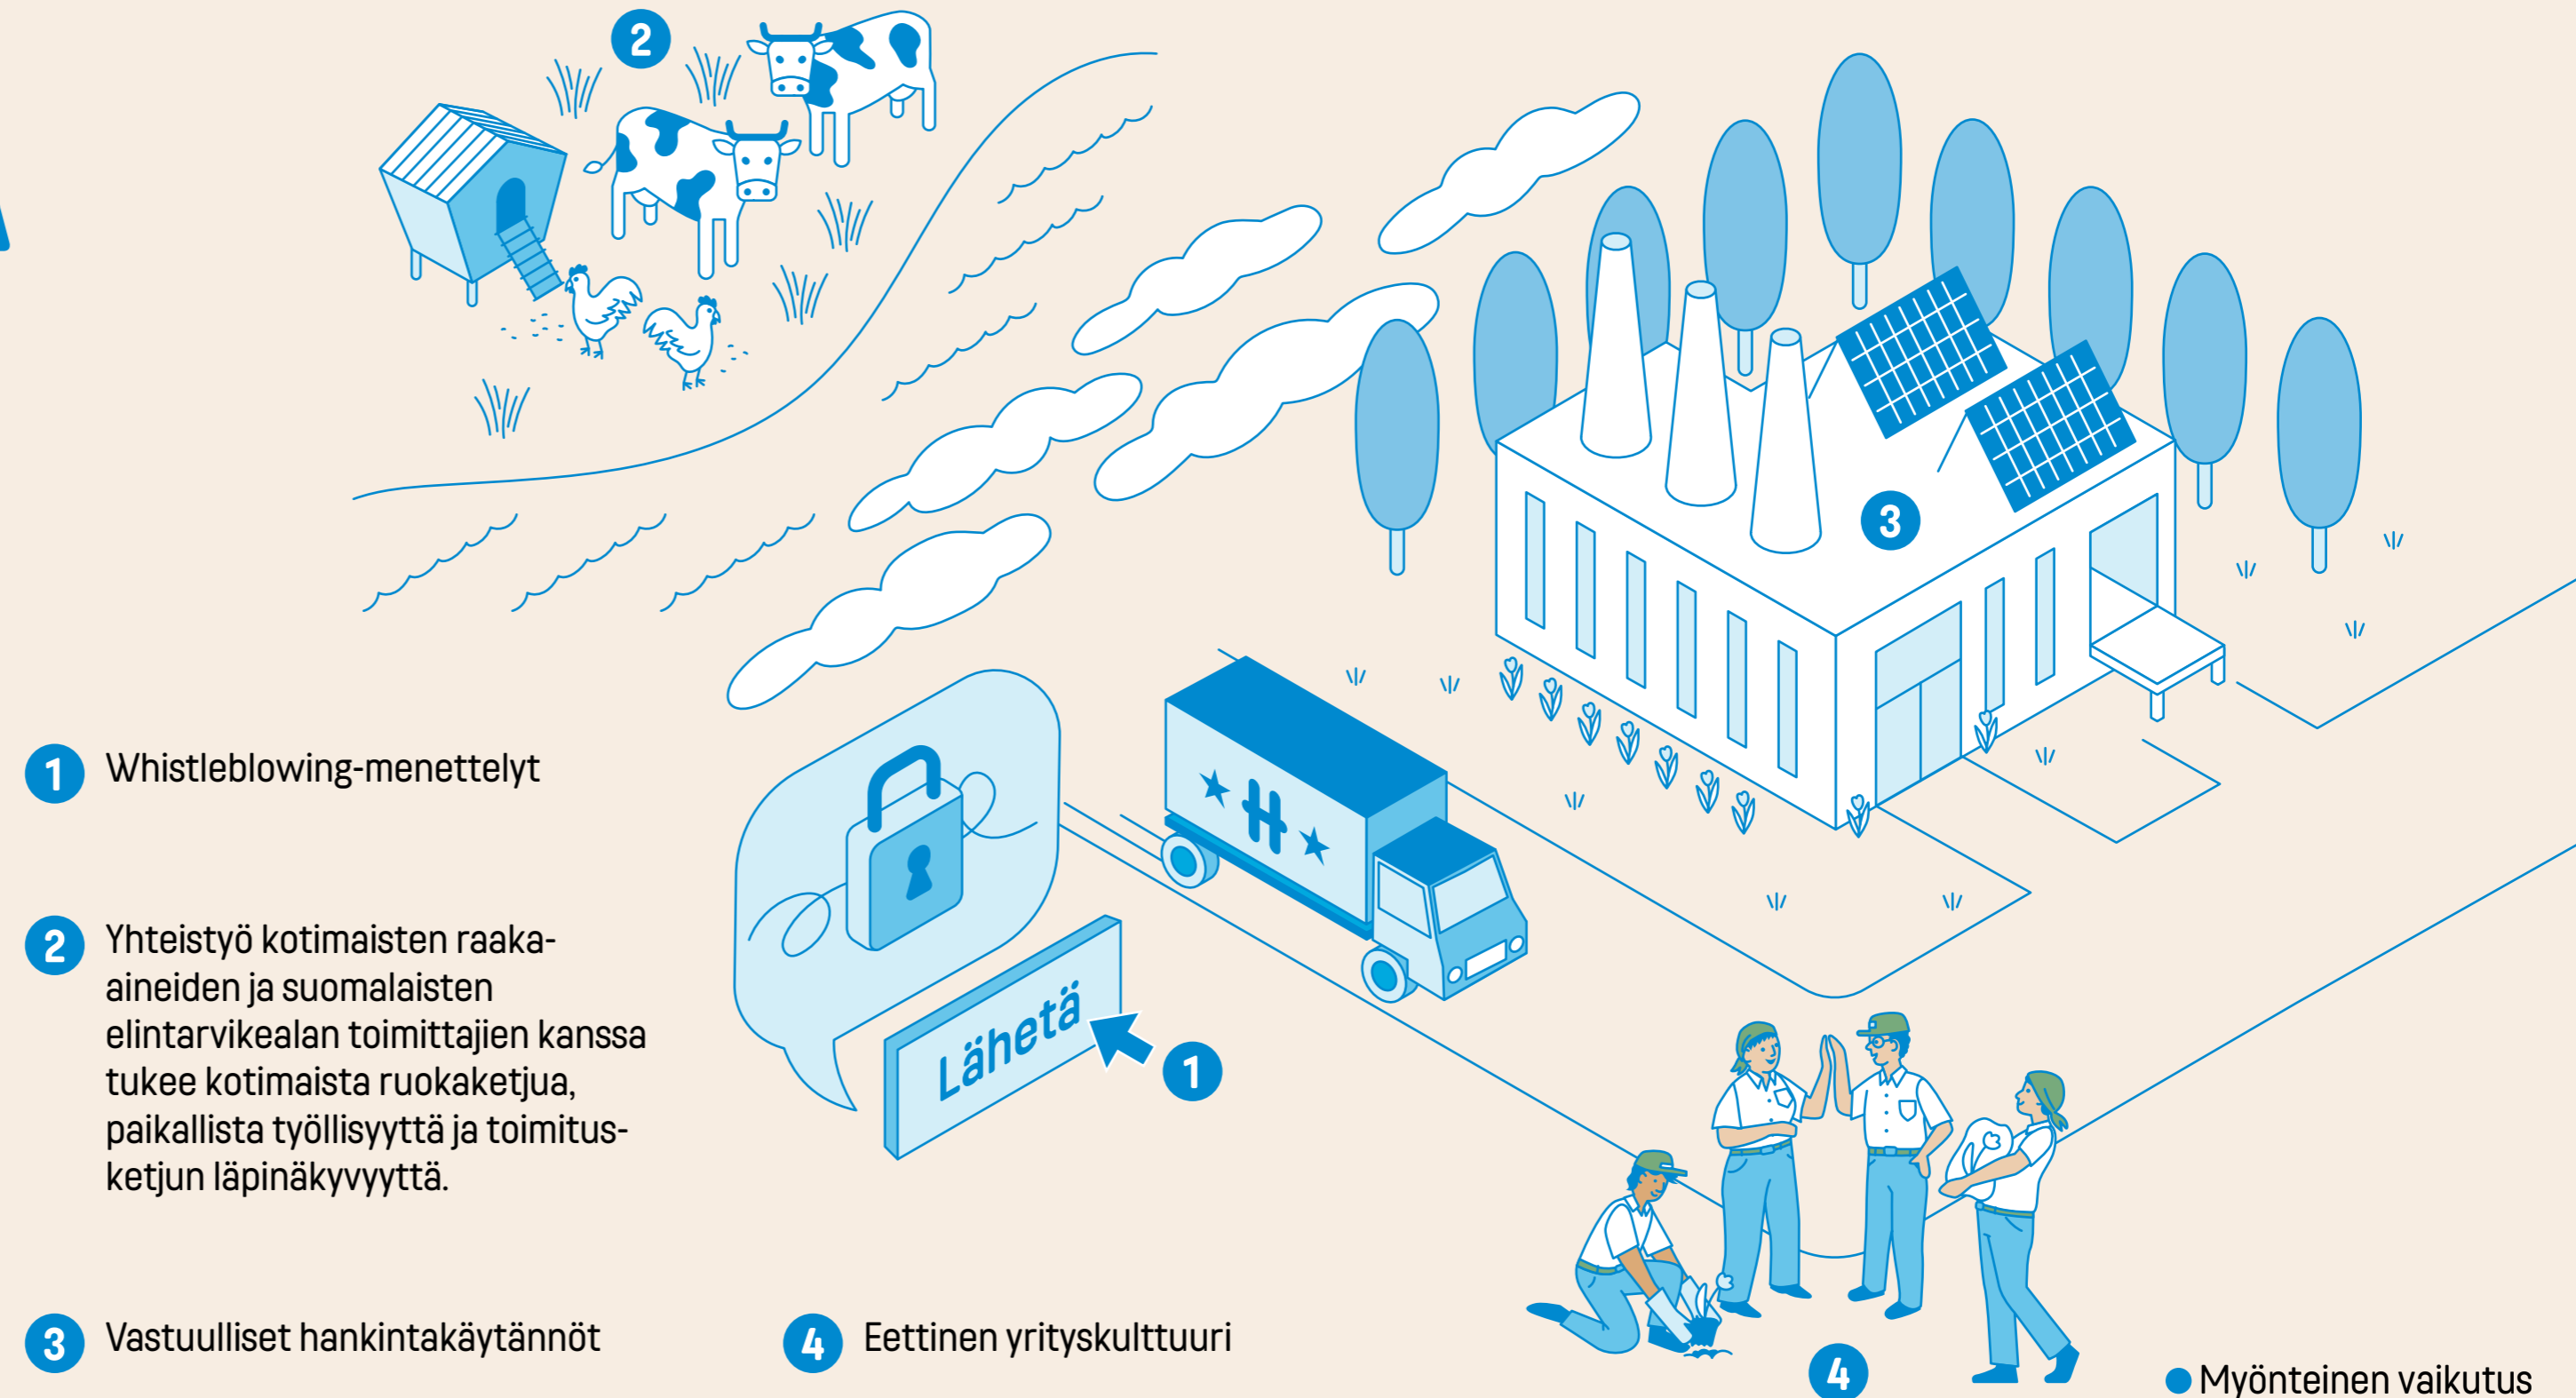 2
3
★ H ★
1 Whistleblowing-menettelyt
2 Yhteistyö kotimaisten raaka-
aineiden ja suomalaisten
elintarvikealan toimittajien kanssa
tukee kotimaista ruokaketjua,
paikallista työllisyyttä ja toimitus-
ketjun läpinäkyvyyttä.
Lähetä
1
3 Vastuulliset hankintakäytännöt
4 Eettinen yrityskulttuuri
4
Myönteinen vaikutus